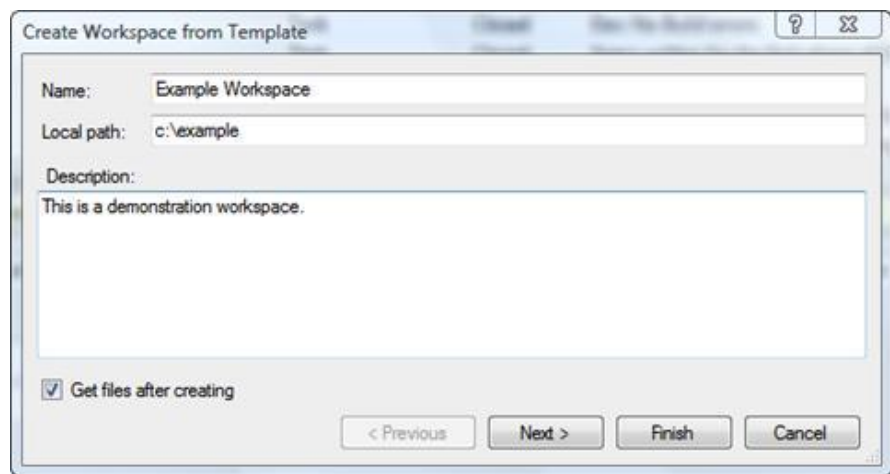 Create Workspace from Template
Name: Example Workspace
Local path: c:\example
Description:
This is a demonstration workspace.
Get files after creating
< Previous Next > Finish Cancel